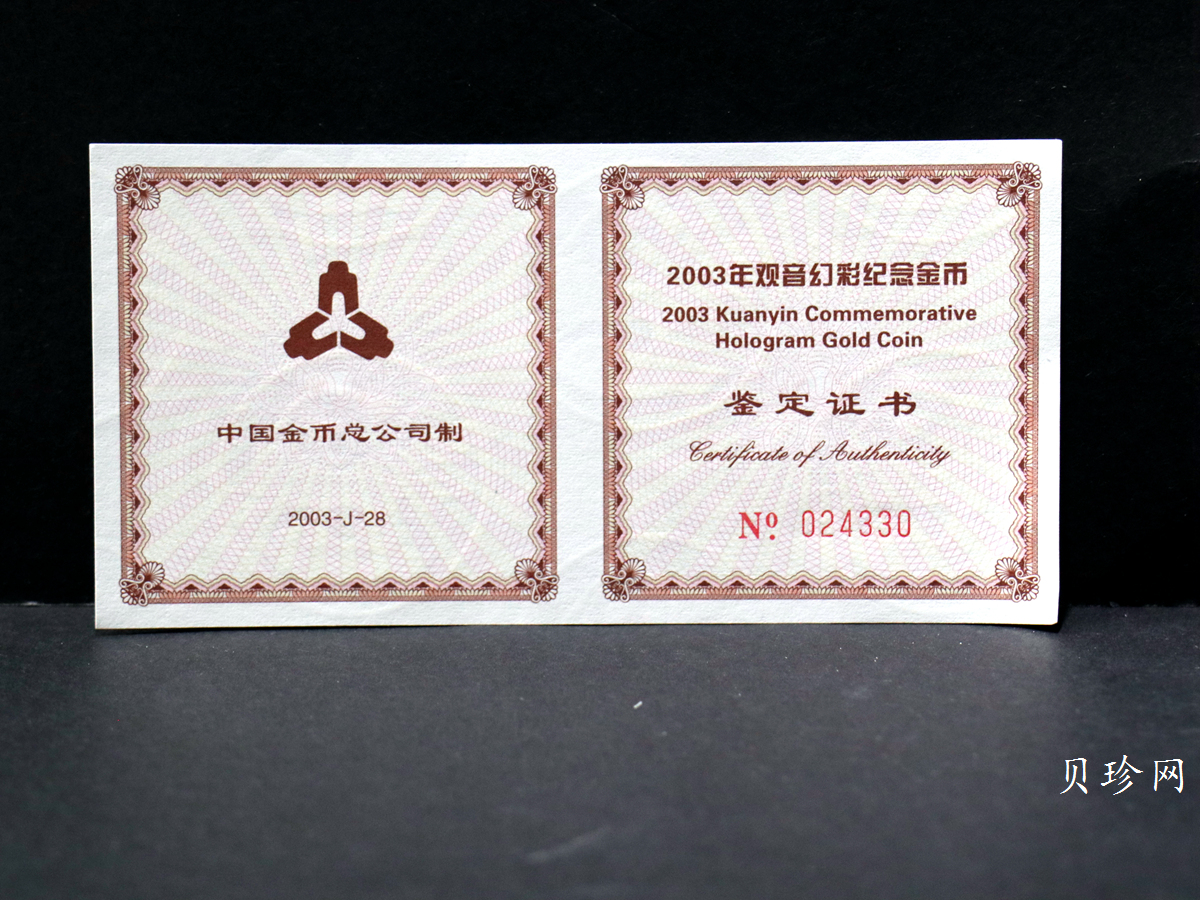 中国金币总公司制
2003-J-28
2003年观音幻彩纪念金币
2003 Kuanyin Commemorative
Hologram Gold Coin
鉴定证书
Certificate of Authenticity
Nº 024330
贝珍网